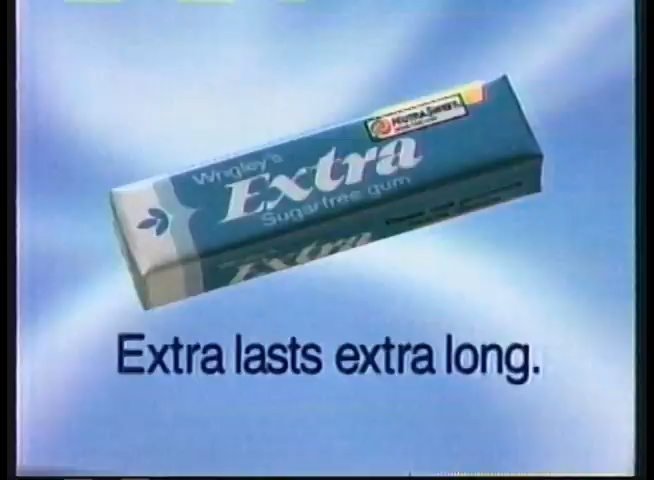 Wrigley's
Extra
Sugarfree gum
NUTRASWEET
Extra
Extra lasts extra long.